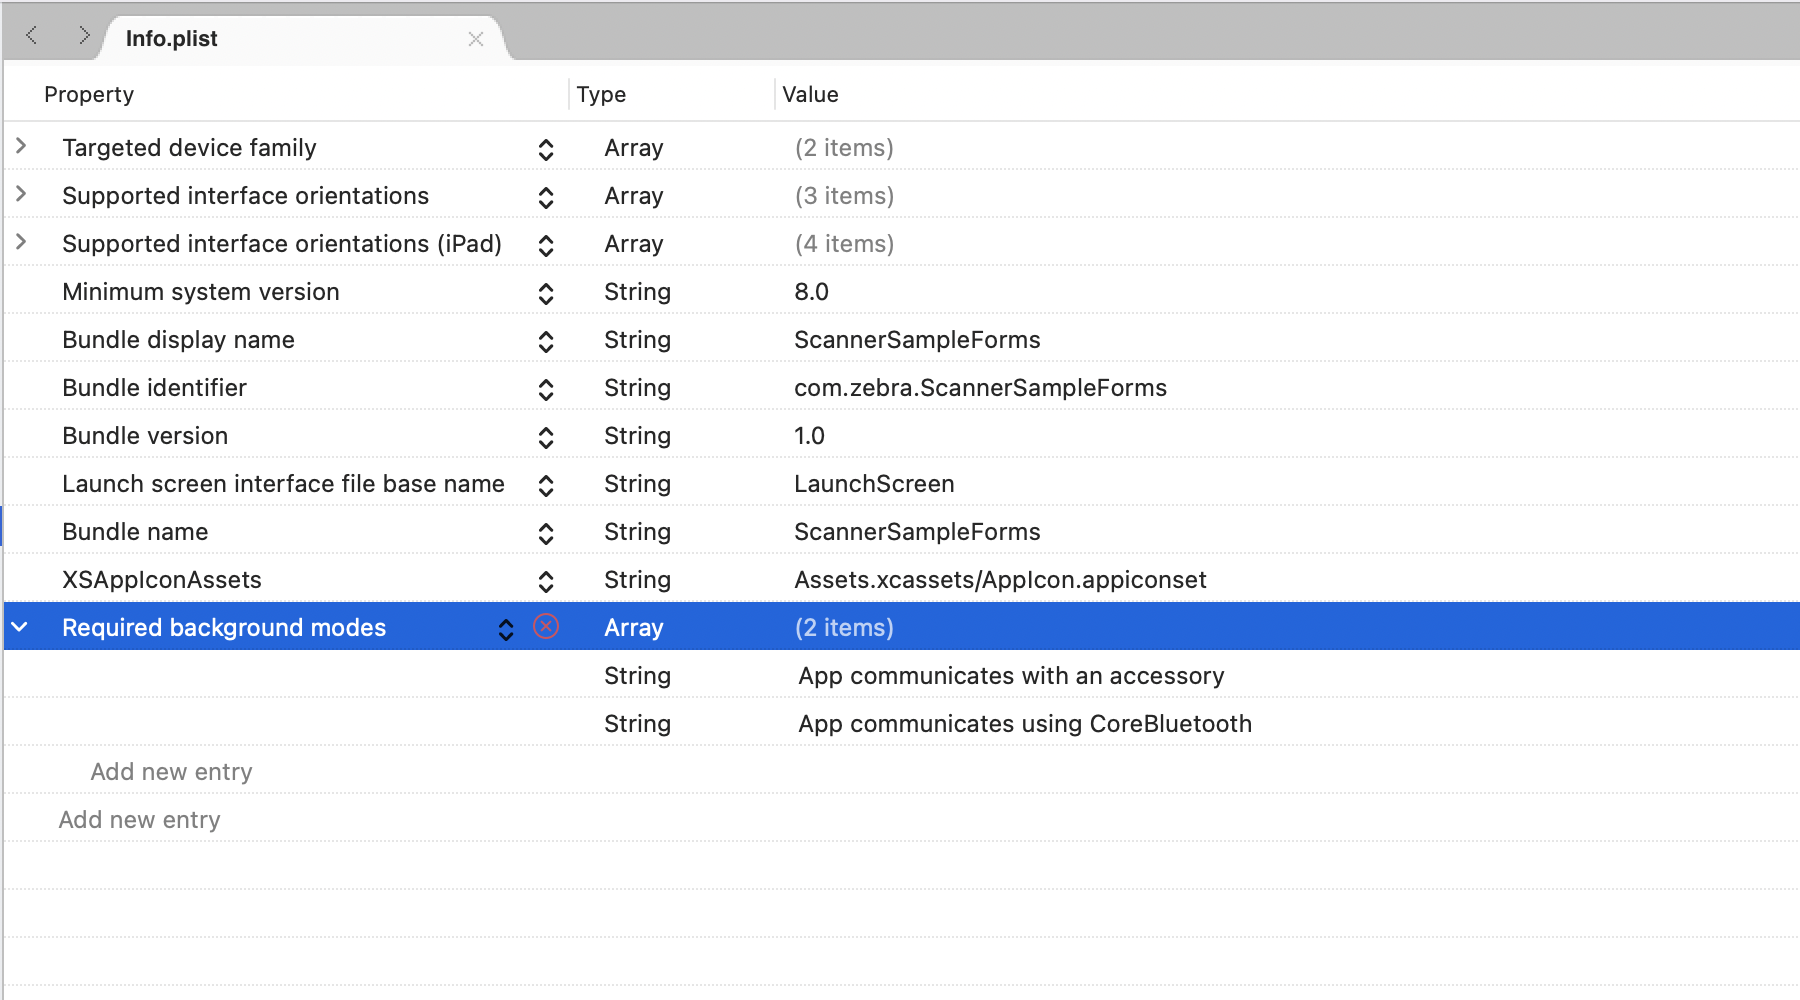 Info.plist
Property Type Value
Targeted device family Array (2 items)
Supported interface orientations Array (3 items)
Supported interface orientations (iPad) Array (4 items)
Minimum system version String 8.0
Bundle display name String ScannerSampleForms
Bundle identifier String com.zebra.ScannerSampleForms
Bundle version String 1.0
Launch screen interface file base name String LaunchScreen
Bundle name String ScannerSampleForms
XSAppIconAssets String Assets.xcassets/AppIcon.appiconset
Required background modes Array (2 items)
String App communicates with an accessory
String App communicates using CoreBluetooth
Add new entry
Add new entry